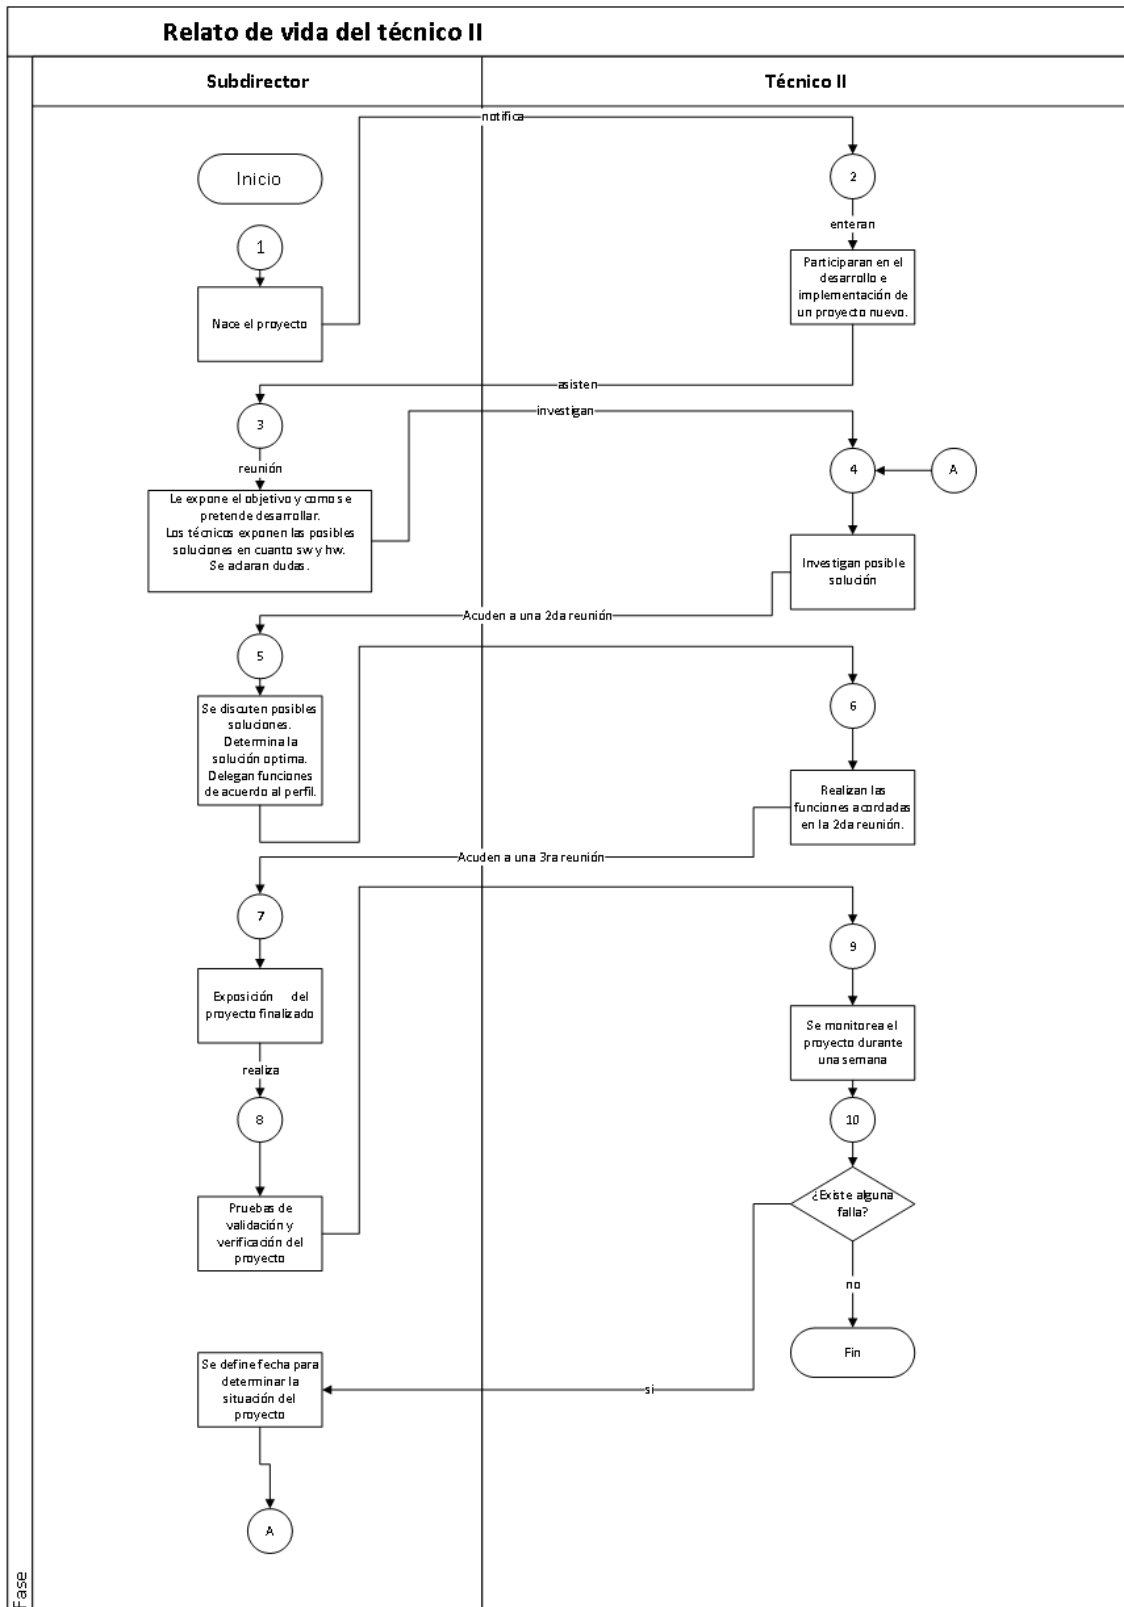 Relato de vida del técnico II
Subdirector
Técnico II
notifica
Inicio
2
1
enteran
Participaran en el
desarrollo e
implementación de
un proyecto nuevo.
Nace el proyecto
asisten
investigan
3
reunión
4
A
Le expone el objetivo y como se
pretende desarrollar.
Los técnicos exponen las posibles
soluciones en cuanto sw y hw.
Se aclaran dudas.
Investigan posible
solución
Acuden a una 2da reunión
5
6
Se discuten posibles
soluciones.
Determina la
solución optima.
Delegan funciones
de acuerdo al perfil.
Realizan las
funciones acordadas
en la 2da reunión.
Acuden a una 3ra reunión
7
9
Exposición del
proyecto finalizado
Se monitorea el
proyecto durante
una semana
realiza
8
10
Pruebas de
validación y
verificación del
proyecto
¿Existe alguna
falla?
no
Fin
Se define fecha para
determinar la
situación del
proyecto
si
A
Fase